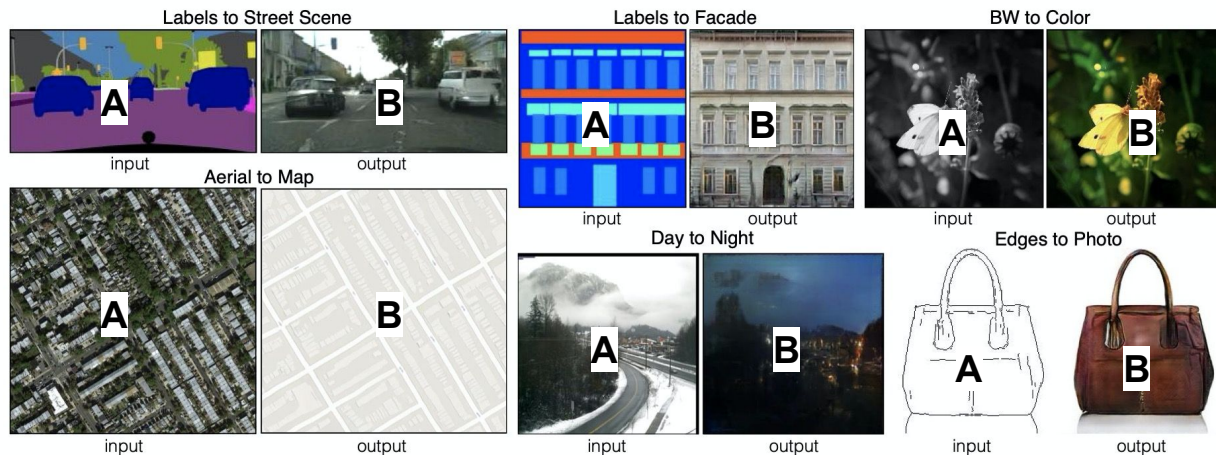 Labels to Street Scene
A
B
input
output
Aerial to Map
A
B
input
output
Labels to Facade
A
B
input
output
BW to Color
A
B
input
output
Day to Night
A
B
input
output
Edges to Photo
A
B
input
output